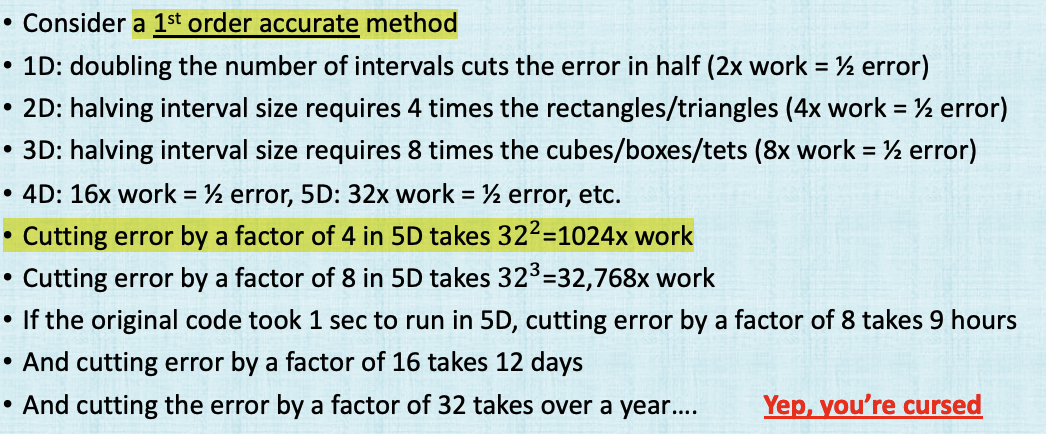 • Consider a 1st order accurate method
• 1D: doubling the number of intervals cuts the error in half (2x work = ½ error)
• 2D: halving interval size requires 4 times the rectangles/triangles (4x work = ½ error)
• 3D: halving interval size requires 8 times the cubes/boxes/tets (8x work = ½ error)
• 4D: 16x work = ½ error, 5D: 32x work = ½ error, etc.
• Cutting error by a factor of 4 in 5D takes 32²=1024x work
• Cutting error by a factor of 8 in 5D takes 32³=32,768x work
• If the original code took 1 sec to run in 5D, cutting error by a factor of 8 takes 9 hours
• And cutting error by a factor of 16 takes 12 days
• And cutting the error by a factor of 32 takes over a year…. Yep, you’re cursed